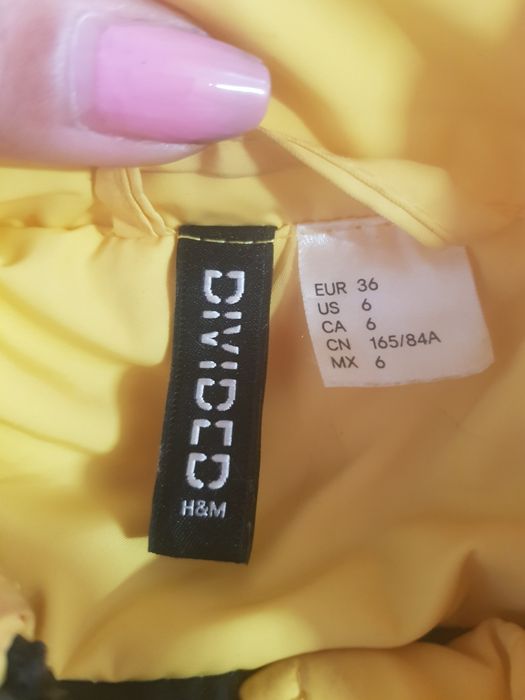 DIVIDED
H&M
EUR 36
US 6
CA 6
CN 165/84A
MX 6